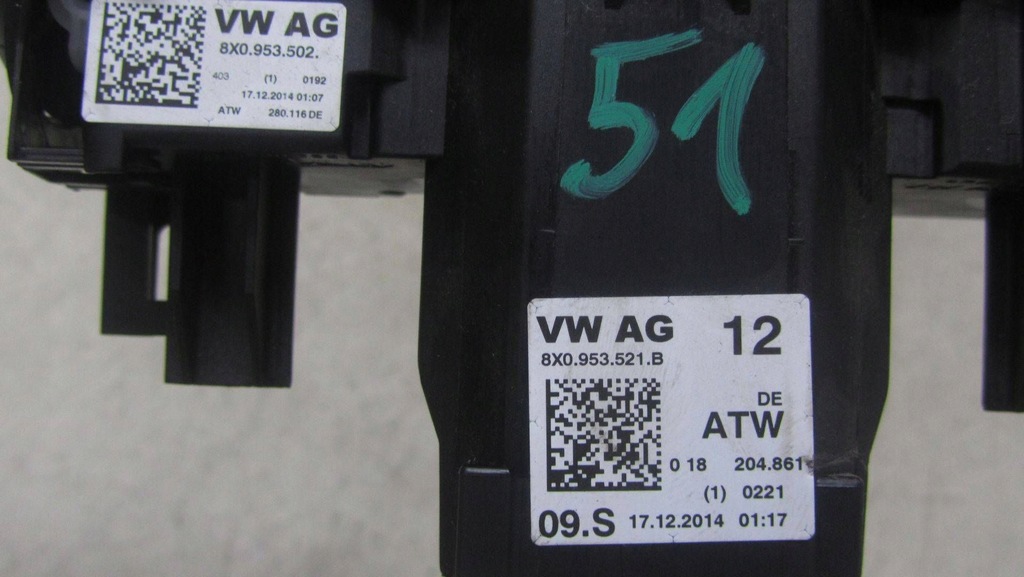 VW AG
8X0.953.502.
403 (1) 0192
17.12.2014 01:07
ATW 280.116 DE
51
VW AG 12
8X0.953.521.B
DE
ATW
0 18 204.861
(1) 0221
09.S 17.12.2014 01:17